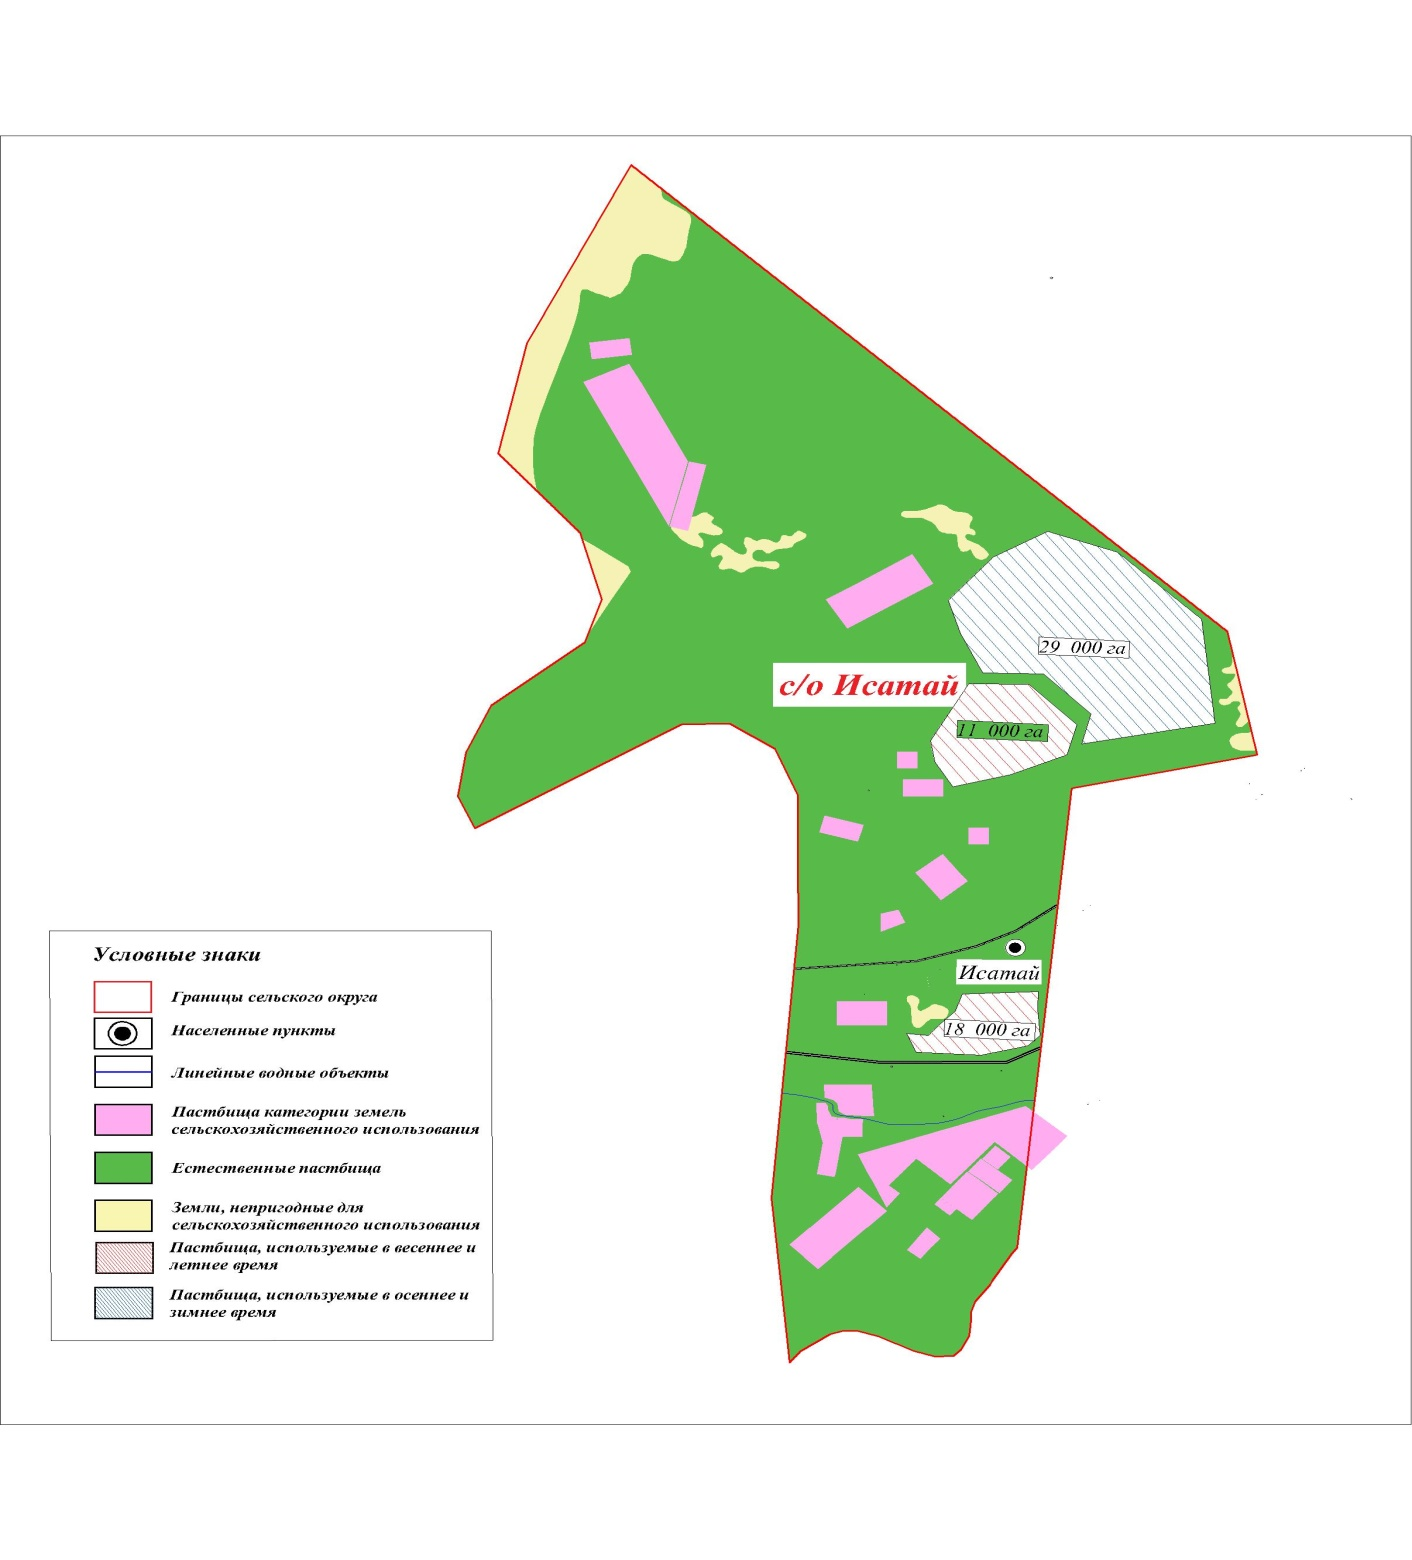 29 000 га
с/о Исатай
11 000 га
Исатай
18 000 га
Условные знаки
Границы сельского округа
Населенные пункты
Линейные водные объекты
Пастбища категории земель
сельскохозяйственного использования
Естественные пастбища
Земли, непригодные для
сельскохозяйственного использования
Пастбища, используемые в весеннее и
летнее время
Пастбища, используемые в осеннее и
зимнее время